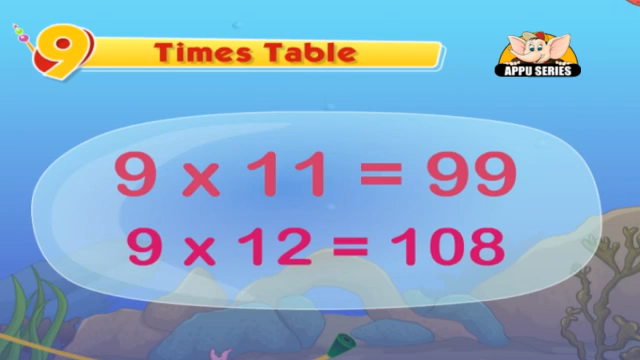 9 Times Table
APPU SERIES
9 x 11 = 99
9 x 12 = 108